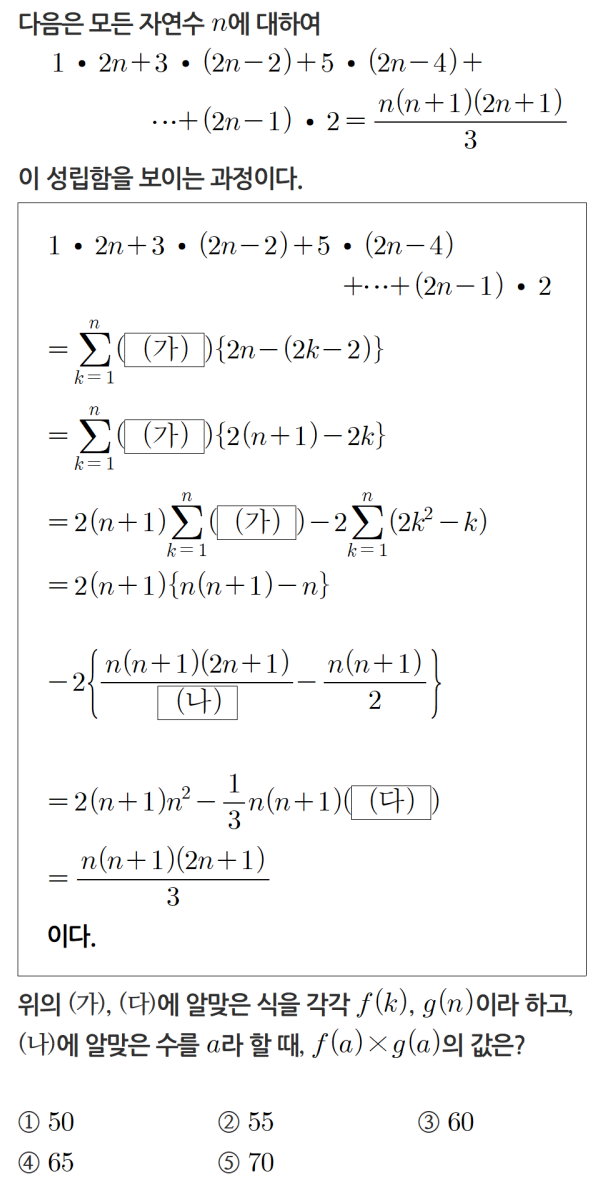 다음은 모든 자연수 n에 대하여
1 • 2n+3 • (2n−2)+5 • (2n−4)+
⋯+(2n−1) • 2 = n(n+1)(2n+1)/3
이 성립함을 보이는 과정이다.
1 • 2n+3 • (2n−2)+5 • (2n−4)
+⋯+(2n−1) • 2
= ∑_{k=1}^{n} ( (가) ){2n−(2k−2)}
= ∑_{k=1}^{n} ( (가) ){2(n+1)−2k}
= 2(n+1)∑_{k=1}^{n} ( (가) )−2∑_{k=1}^{n} (2k²−k)
= 2(n+1){n(n+1)−n}
−2{n(n+1)(2n+1)/(나) − n(n+1)/2}
= 2(n+1)n² − 1/3 n(n+1)( (다) )
= n(n+1)(2n+1)/3
이다.
위의 (가), (다)에 알맞은 식을 각각 f(k), g(n)이라 하고,
(나)에 알맞은 수를 a라 할 때, f(a)×g(a)의 값은?
① 50 ② 55 ③ 60
④ 65 ⑤ 70